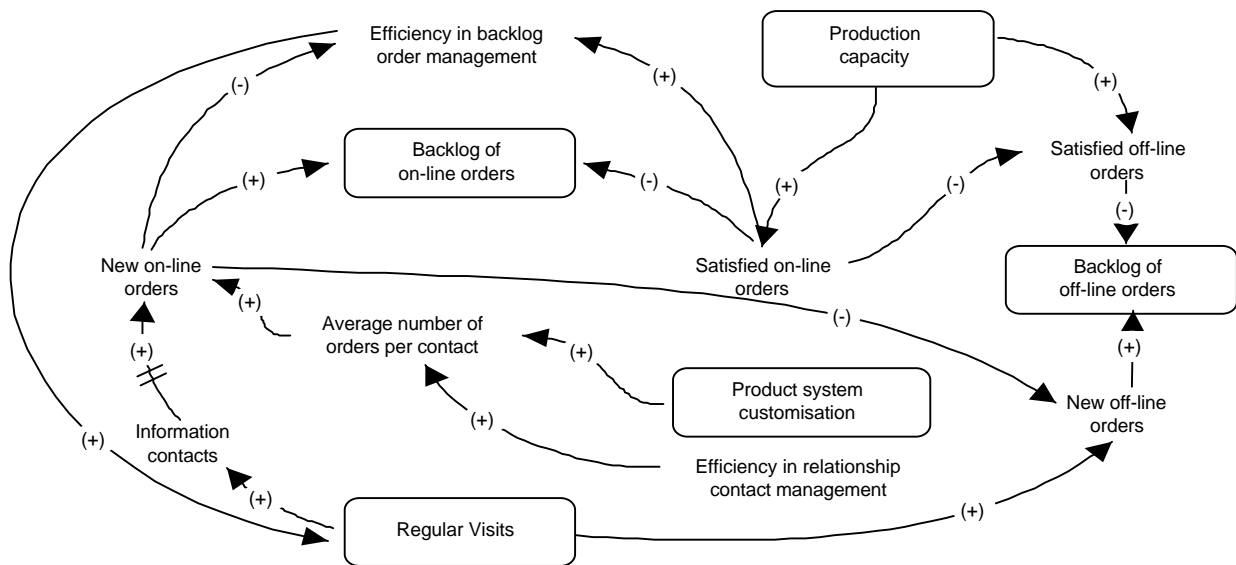 Efficiency in backlog
order management
Production
capacity
(+)
(+)
(-)
Backlog of
on-line orders
Satisfied off-line
orders
(+)
(-)
(+)
(-)
(-)
New on-line
orders
Satisfied on-line
orders
Backlog of
off-line orders
(+)
Average number of
orders per contact
(-)
(+)
(+)
(+)
Product system
customisation
New off-line
orders
(+)
Information
contacts
(+)
Efficiency in relationship
contact management
(+)
Regular Visits
(+)